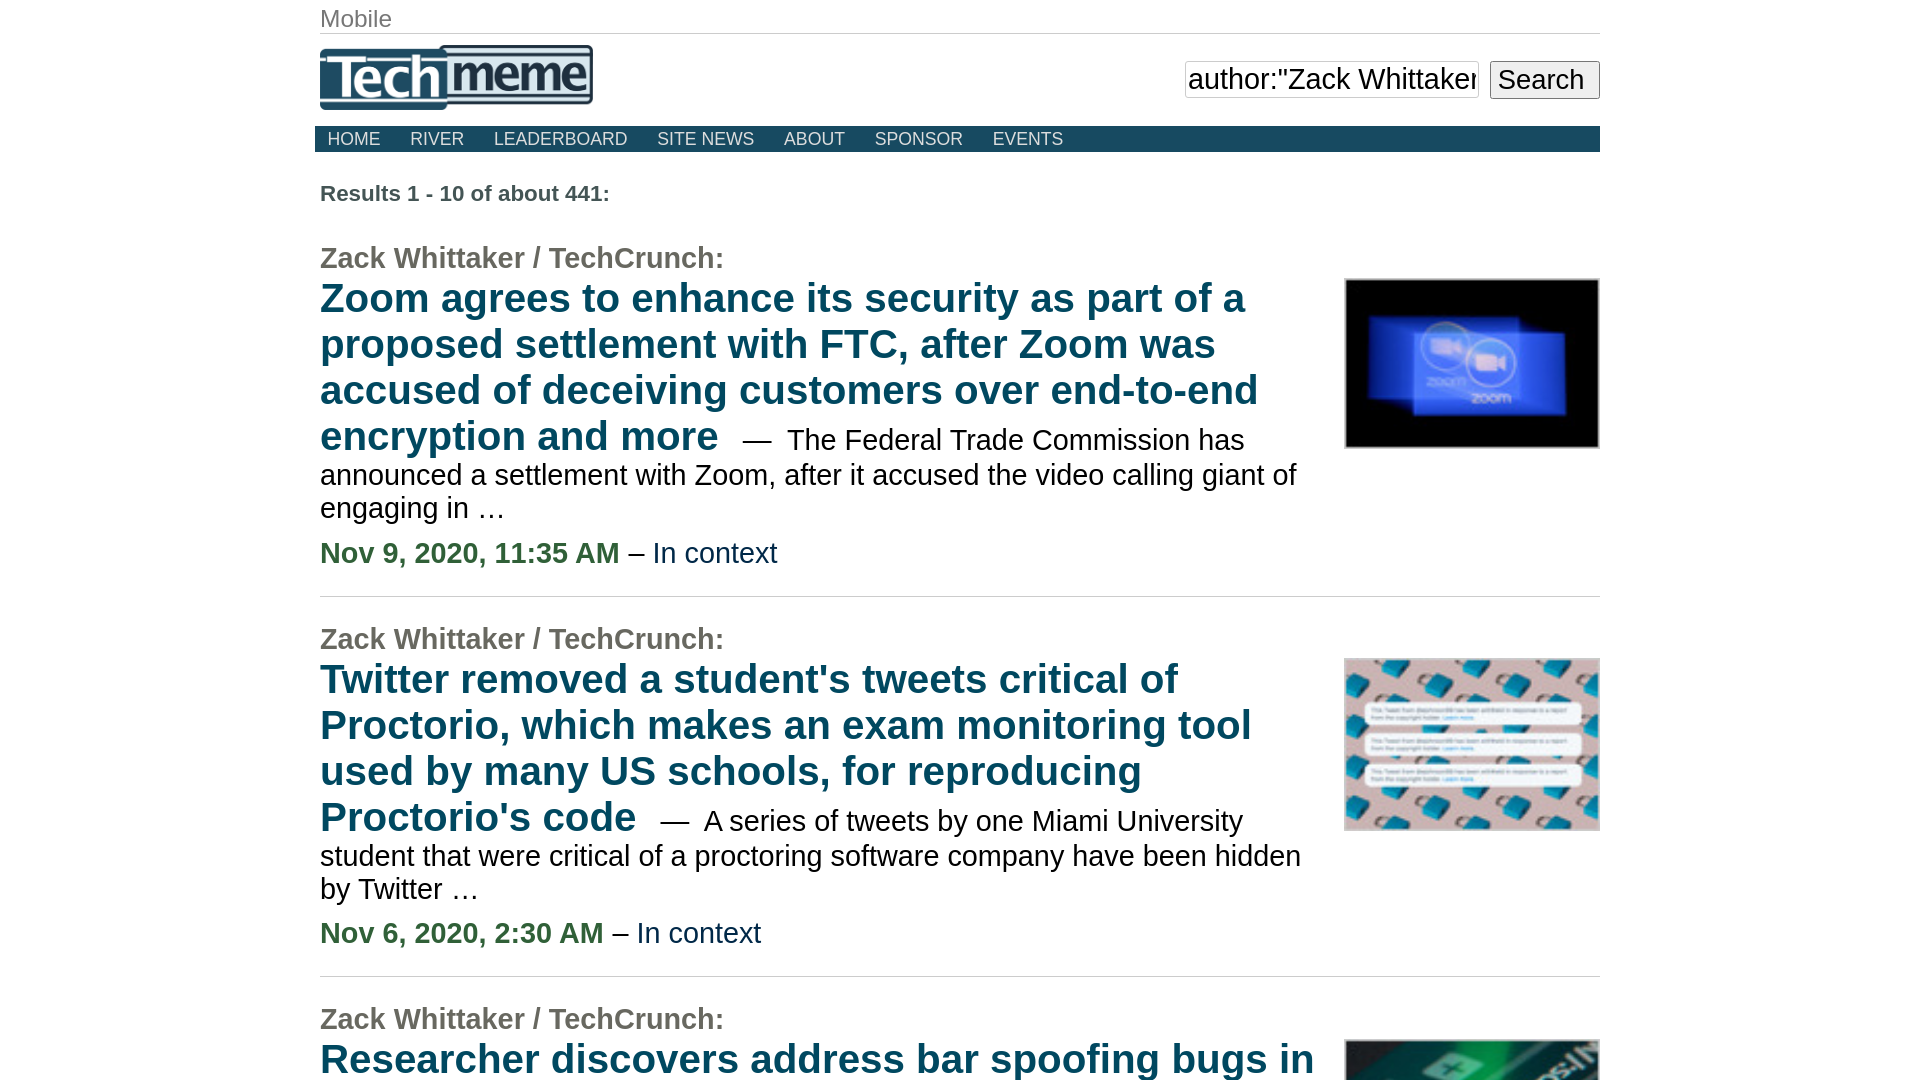 Mobile
Techmeme
author:"Zack Whittaker
Search
HOME RIVER LEADERBOARD SITE NEWS ABOUT SPONSOR EVENTS
Results 1 - 10 of about 441:
Zack Whittaker / TechCrunch:
Zoom agrees to enhance its security as part of a
proposed settlement with FTC, after Zoom was
accused of deceiving customers over end-to-end
encryption and more — The Federal Trade Commission has
announced a settlement with Zoom, after it accused the video calling giant of
engaging in …
zoom
zoom
Nov 9, 2020, 11:35 AM – In context
Zack Whittaker / TechCrunch:
Twitter removed a student's tweets critical of
Proctorio, which makes an exam monitoring tool
used by many US schools, for reproducing
Proctorio's code — A series of tweets by one Miami University
student that were critical of a proctoring software company have been hidden
by Twitter …
Nov 6, 2020, 2:30 AM – In context
Zack Whittaker / TechCrunch:
Researcher discovers address bar spoofing bugs in